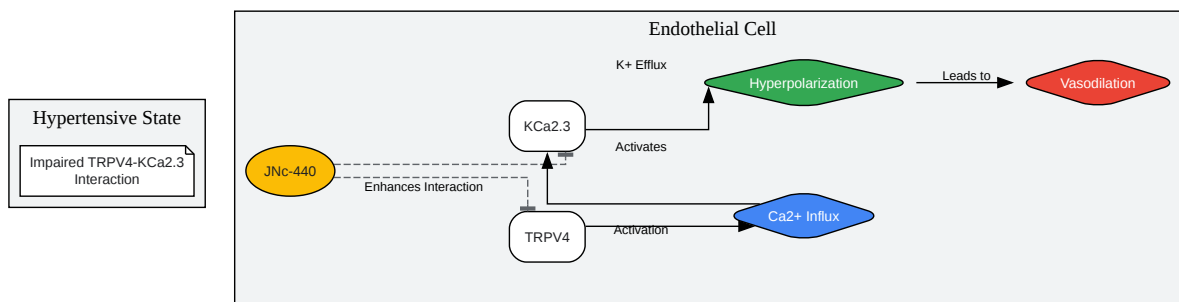 Endothelial Cell
K+ Efflux
Hyperpolarization
Leads to
Vasodilation
Hypertensive State
Impaired TRPV4-KCa2.3
Interaction
KCa2.3
Activates
JNc-440
Enhances Interaction
Ca2+ Influx
TRPV4
Activation